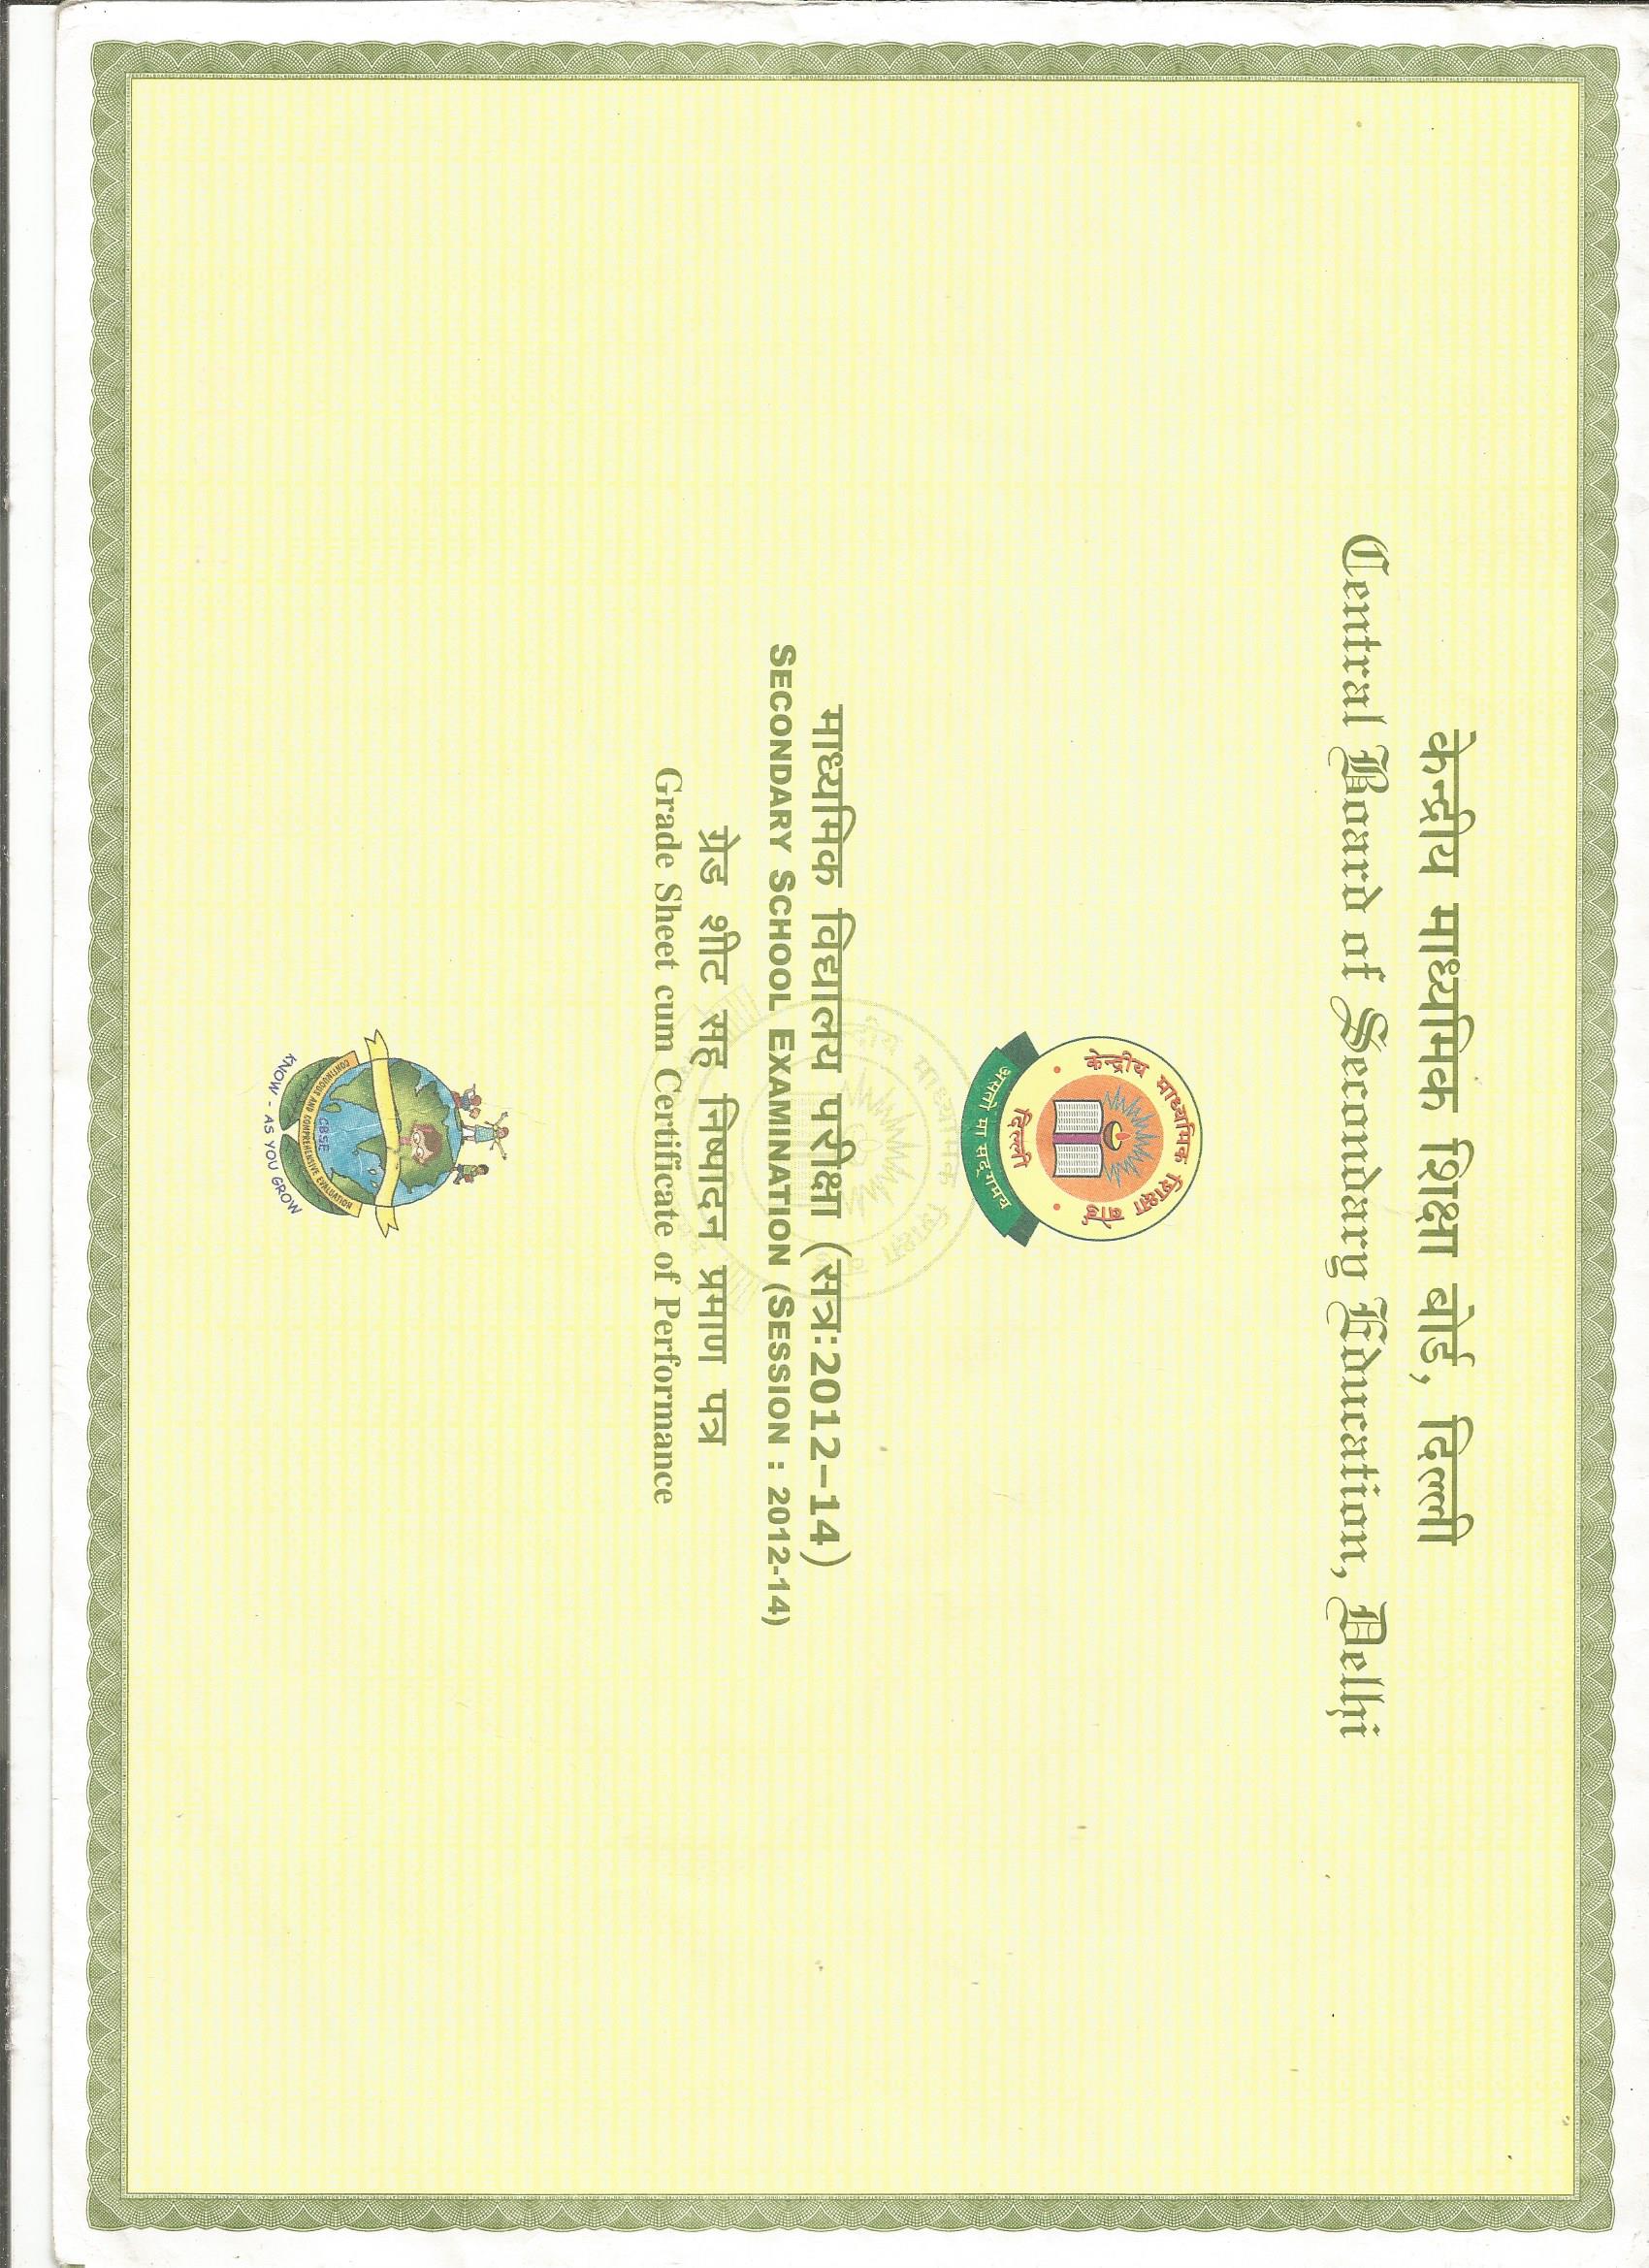 केन्द्रीय माध्यमिक शिक्षा बोर्ड, दिल्ली
Central Board of Secondary Education, Delhi
केन्द्रीय माध्यमिक शिक्षा बोर्ड
दिल्ली
असतो मा सद्गमय
माध्यमिक विद्यालय परीक्षा (सत्र:2012-14)
SECONDARY SCHOOL EXAMINATION (SESSION : 2012-14)
ग्रेड शीट सह निष्पादन प्रमाण पत्र
Grade Sheet cum Certificate of Performance
CBSE
CONTINUOUS AND COMPREHENSIVE EVALUATION
KNOW - AS YOU GROW